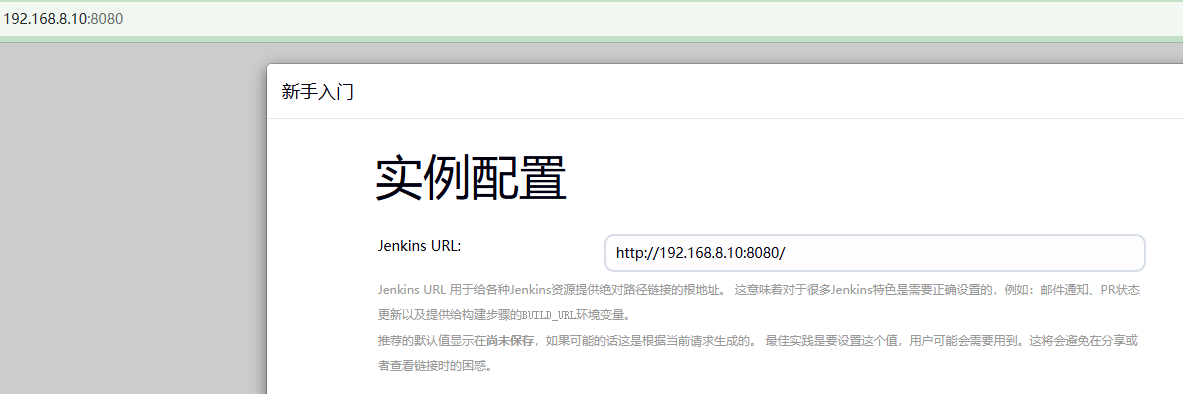 192.168.8.10:8080
新手入门
实例配置
Jenkins URL:
http://192.168.8.10:8080/
Jenkins URL 用于给各种Jenkins资源提供绝对路径链接的根地址。 这意味着对于很多Jenkins特色是需要正确设置的，例如：邮件通知、PR状态
更新以及提供给构建步骤的BUILD_URL环境变量。
推荐的默认值显示在尚未保存，如果可能的话这是根据当前请求生成的。 最佳实践是要设置这个值，用户可能会需要用到。这将会避免在分享或
者查看链接时的困惑。